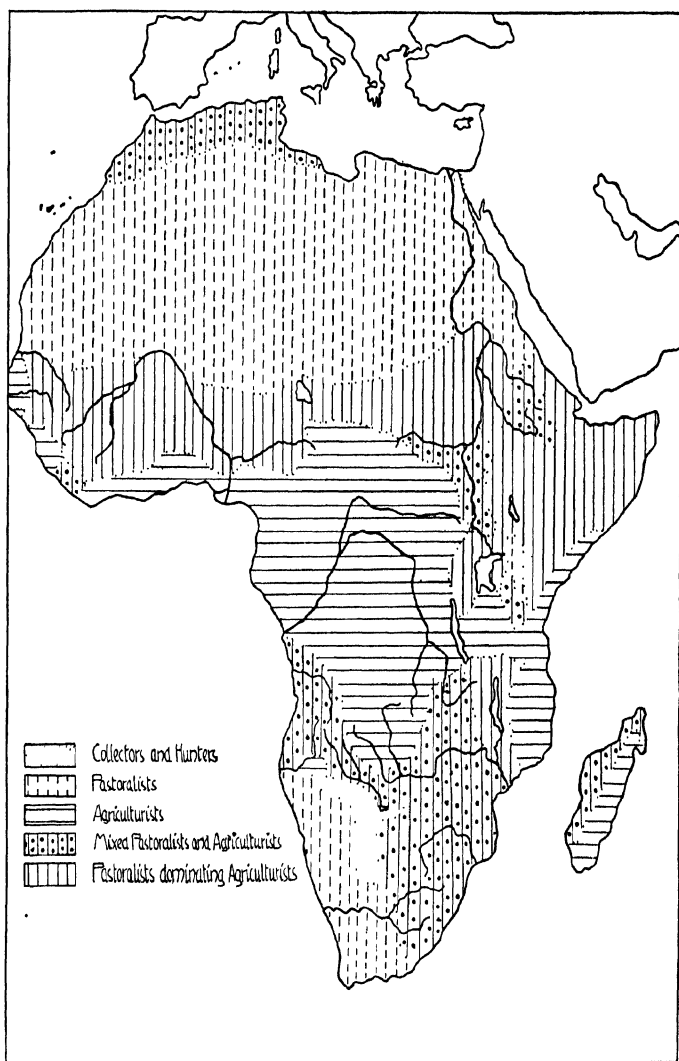 Collectors and Hunters
Pastoralists
Agriculturists
Mixed Pastoralists and Agriculturists
Pastoralists dominating Agriculturists